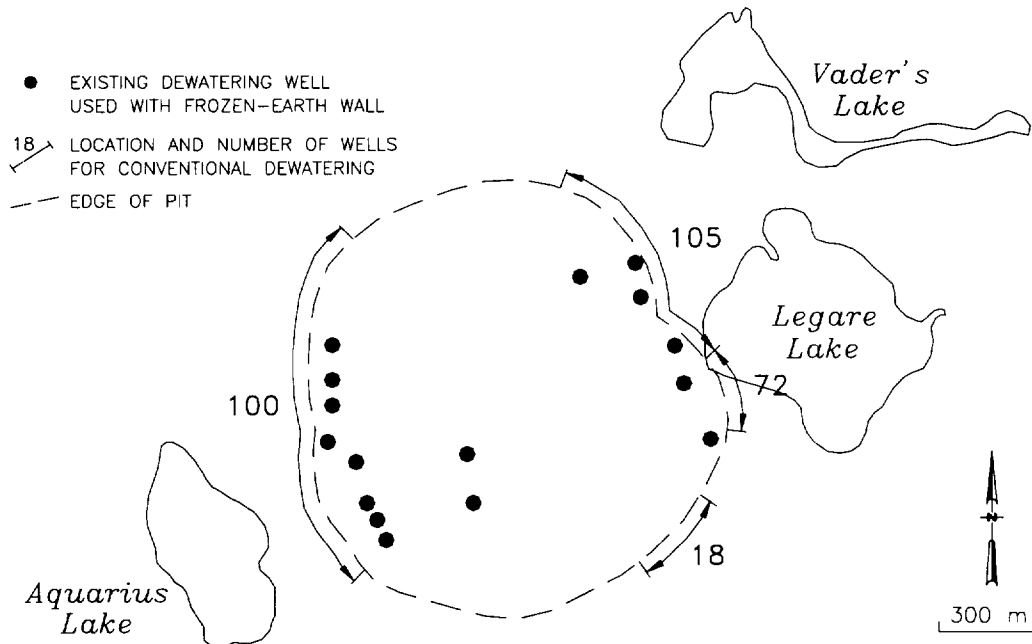 EXISTING DEWATERING WELL
USED WITH FROZEN-EARTH WALL
18 LOCATION AND NUMBER OF WELLS
FOR CONVENTIONAL DEWATERING
EDGE OF PIT
Vader's
Lake
105
Legare
Lake
72
100
18
Aquarius
Lake
N
300 m